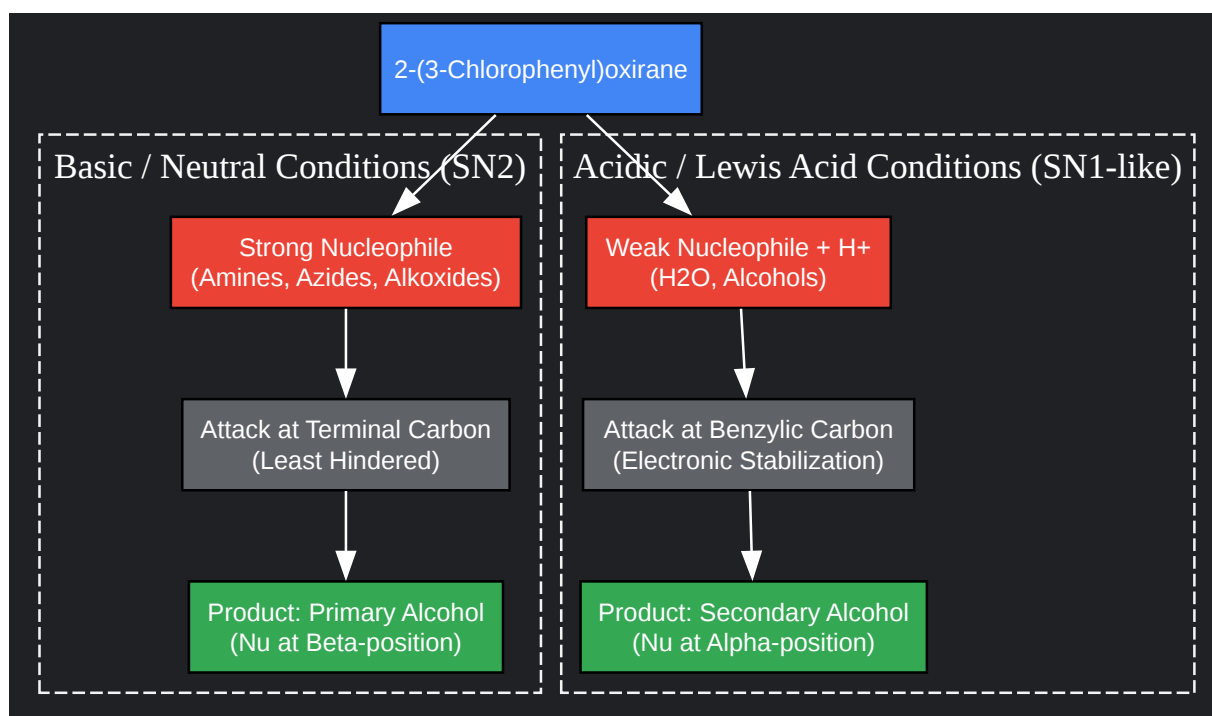 2-(3-Chlorophenyl)oxirane
Basic / Neutral Conditions (SN2)
Strong Nucleophile
(Amines, Azides, Alkoxides)
Attack at Terminal Carbon
(Least Hindered)
Product: Primary Alcohol
(Nu at Beta-position)
Acidic / Lewis Acid Conditions (SN1-like)
Weak Nucleophile + H+
(H2O, Alcohols)
Attack at Benzylic Carbon
(Electronic Stabilization)
Product: Secondary Alcohol
(Nu at Alpha-position)